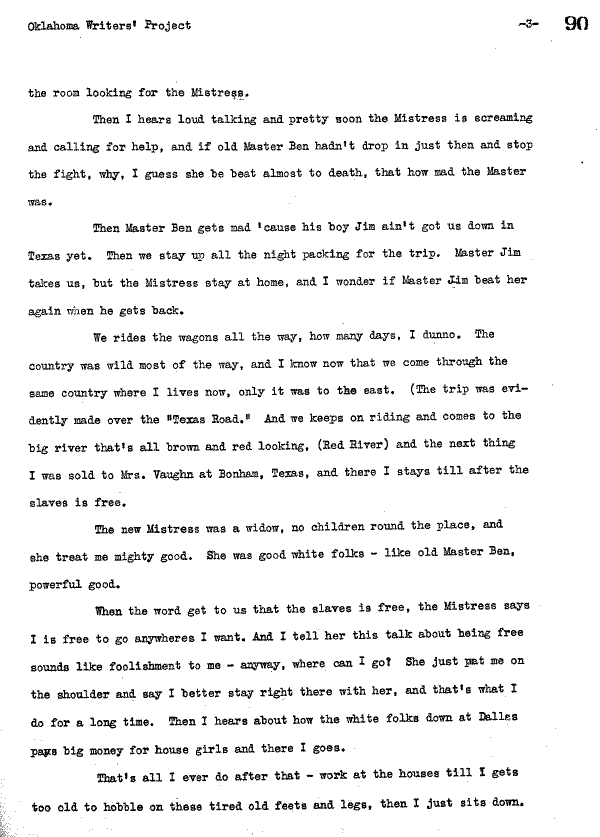 Oklahoma Writers' Project -3- 90
the room looking for the Mistress.
Then I hears loud talking and pretty soon the Mistress is screaming
and calling for help, and if old Master Ben hadn't drop in just then and stop
the fight, why, I guess she be beat almost to death, that how mad the Master
was.
Then Master Ben gets mad 'cause his boy Jim ain't got us down in
Texas yet. Then we stay up all the night packing for the trip. Master Jim
takes us, but the Mistress stay at home, and I wonder if Master Jim beat her
again when he gets back.
We rides the wagons all the way, how many days, I dunno. The
country was wild most of the way, and I know now that we come through the
same country where I lives now, only it was to the east. (The trip was evi-
dently made over the "Texas Road." And we keeps on riding and comes to the
big river that's all brown and red looking, (Red River) and the next thing
I was sold to Mrs. Vaughn at Bonham, Texas, and there I stays till after the
slaves is free.
The new Mistress was a widow, no children round the place, and
she treat me mighty good. She was good white folks - like old Master Ben,
powerful good.
When the word get to us that the slaves is free, the Mistress says
I is free to go anywheres I want. And I tell her this talk about being free
sounds like foolishment to me - anyway, where can I go? She just pat me on
the shoulder and say I better stay right there with her, and that's what I
do for a long time. Then I hears about how the white folks down at Dallas
pays big money for house girls and there I goes.
That's all I ever do after that - work at the houses till I gets
too old to hobble on these tired old feets and legs, then I just sits down.